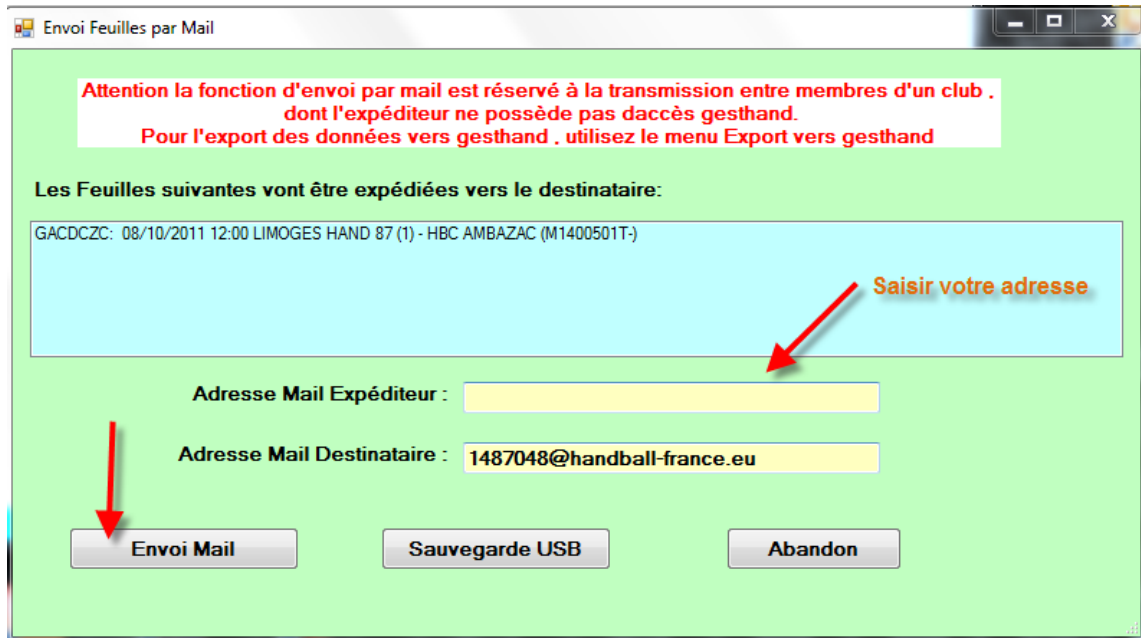 Envoi Feuilles par Mail
Attention la fonction d'envoi par mail est réservé à la transmission entre membres d'un club .
dont l'expéditeur ne possède pas daccès gesthand.
Pour l'export des données vers gesthand , utilisez le menu Export vers gesthand
Les Feuilles suivantes vont être expédiées vers le destinataire:
GACDCZC: 08/10/2011 12:00 LIMOGES HAND 87 (1) - HBC AMBAZAC (M1400501T-)
Saisir votre adresse
Adresse Mail Expéditeur :
Adresse Mail Destinataire : 1487048@handball-france.eu
Envoi Mail Sauvegarde USB Abandon